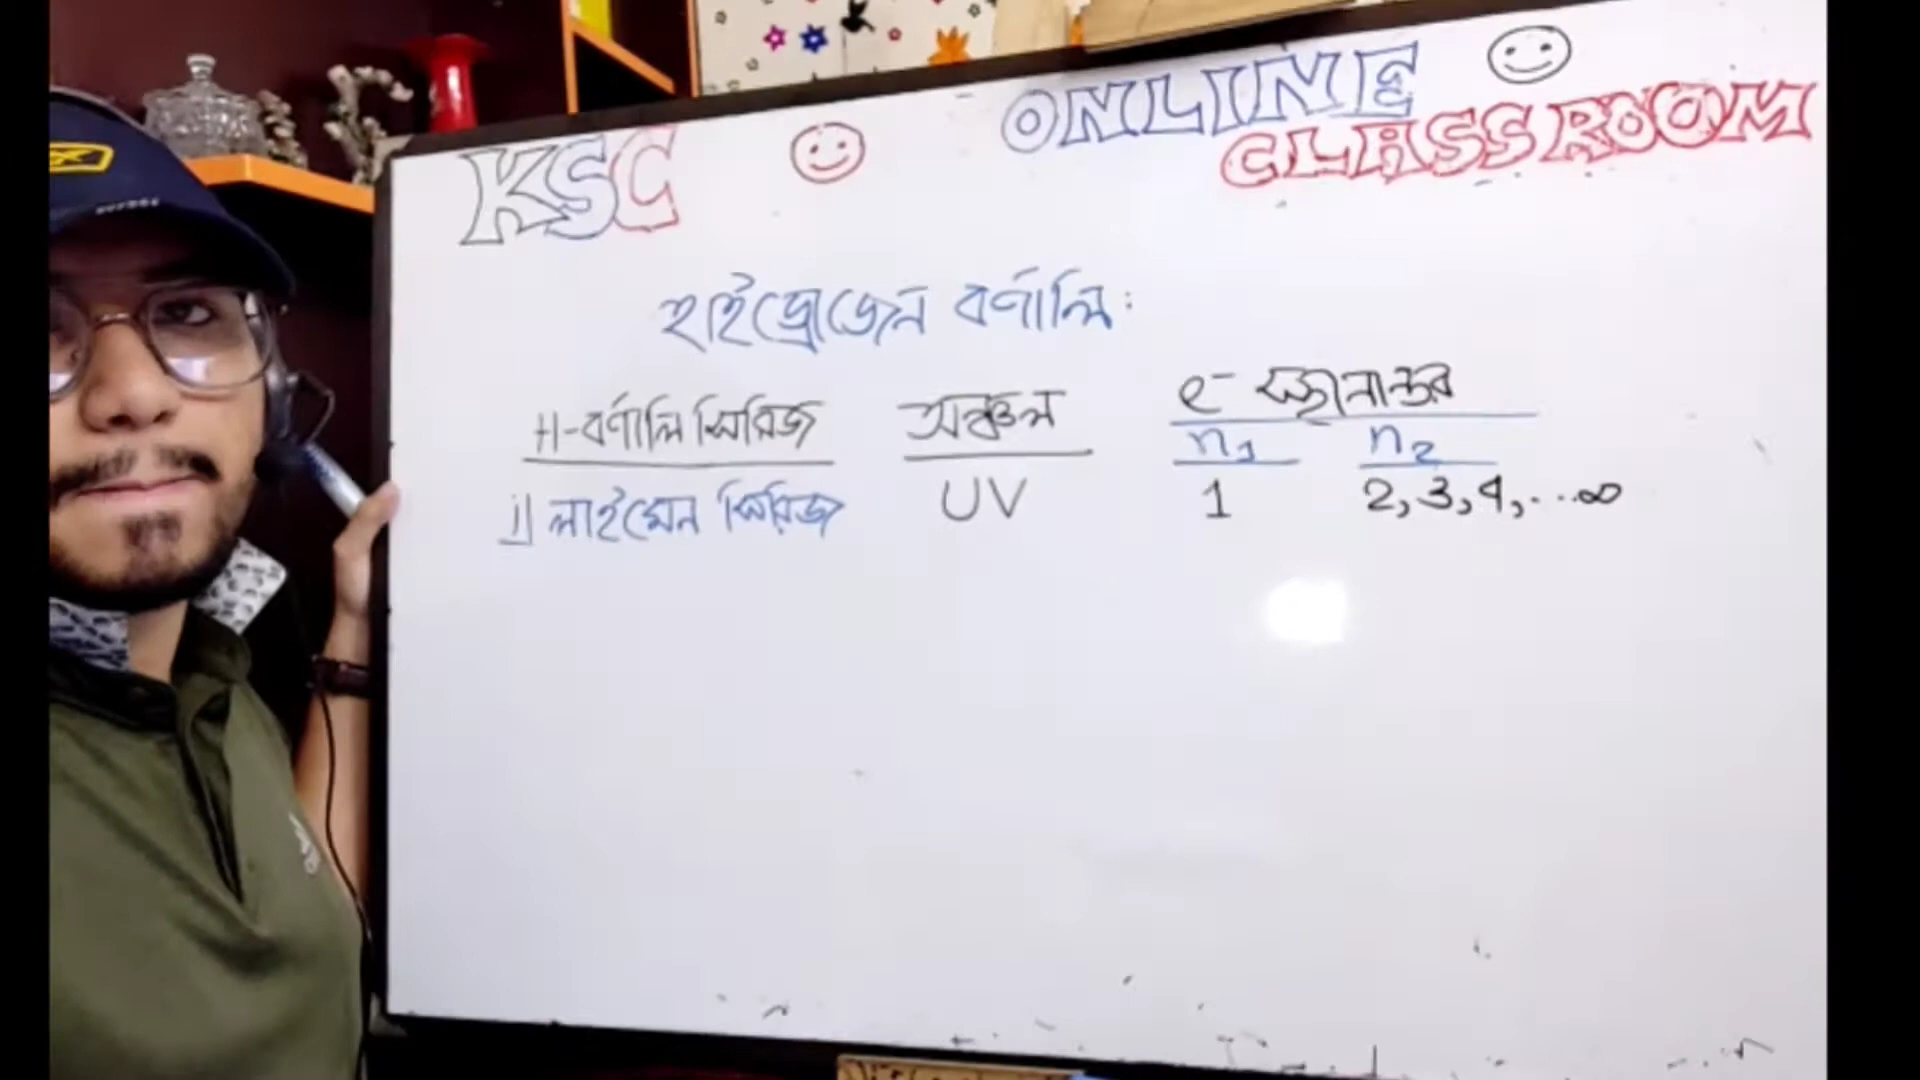 KSC
ONLINE
CLASSROOM
হাইড্রোজেন বর্ণালি:
H-বর্ণালি সিরিজ অঞ্চল e⁻ স্থানান্তর
n₁ n₂
i) লাইমেন সিরিজ UV 1 2, 3, 4, ...∞